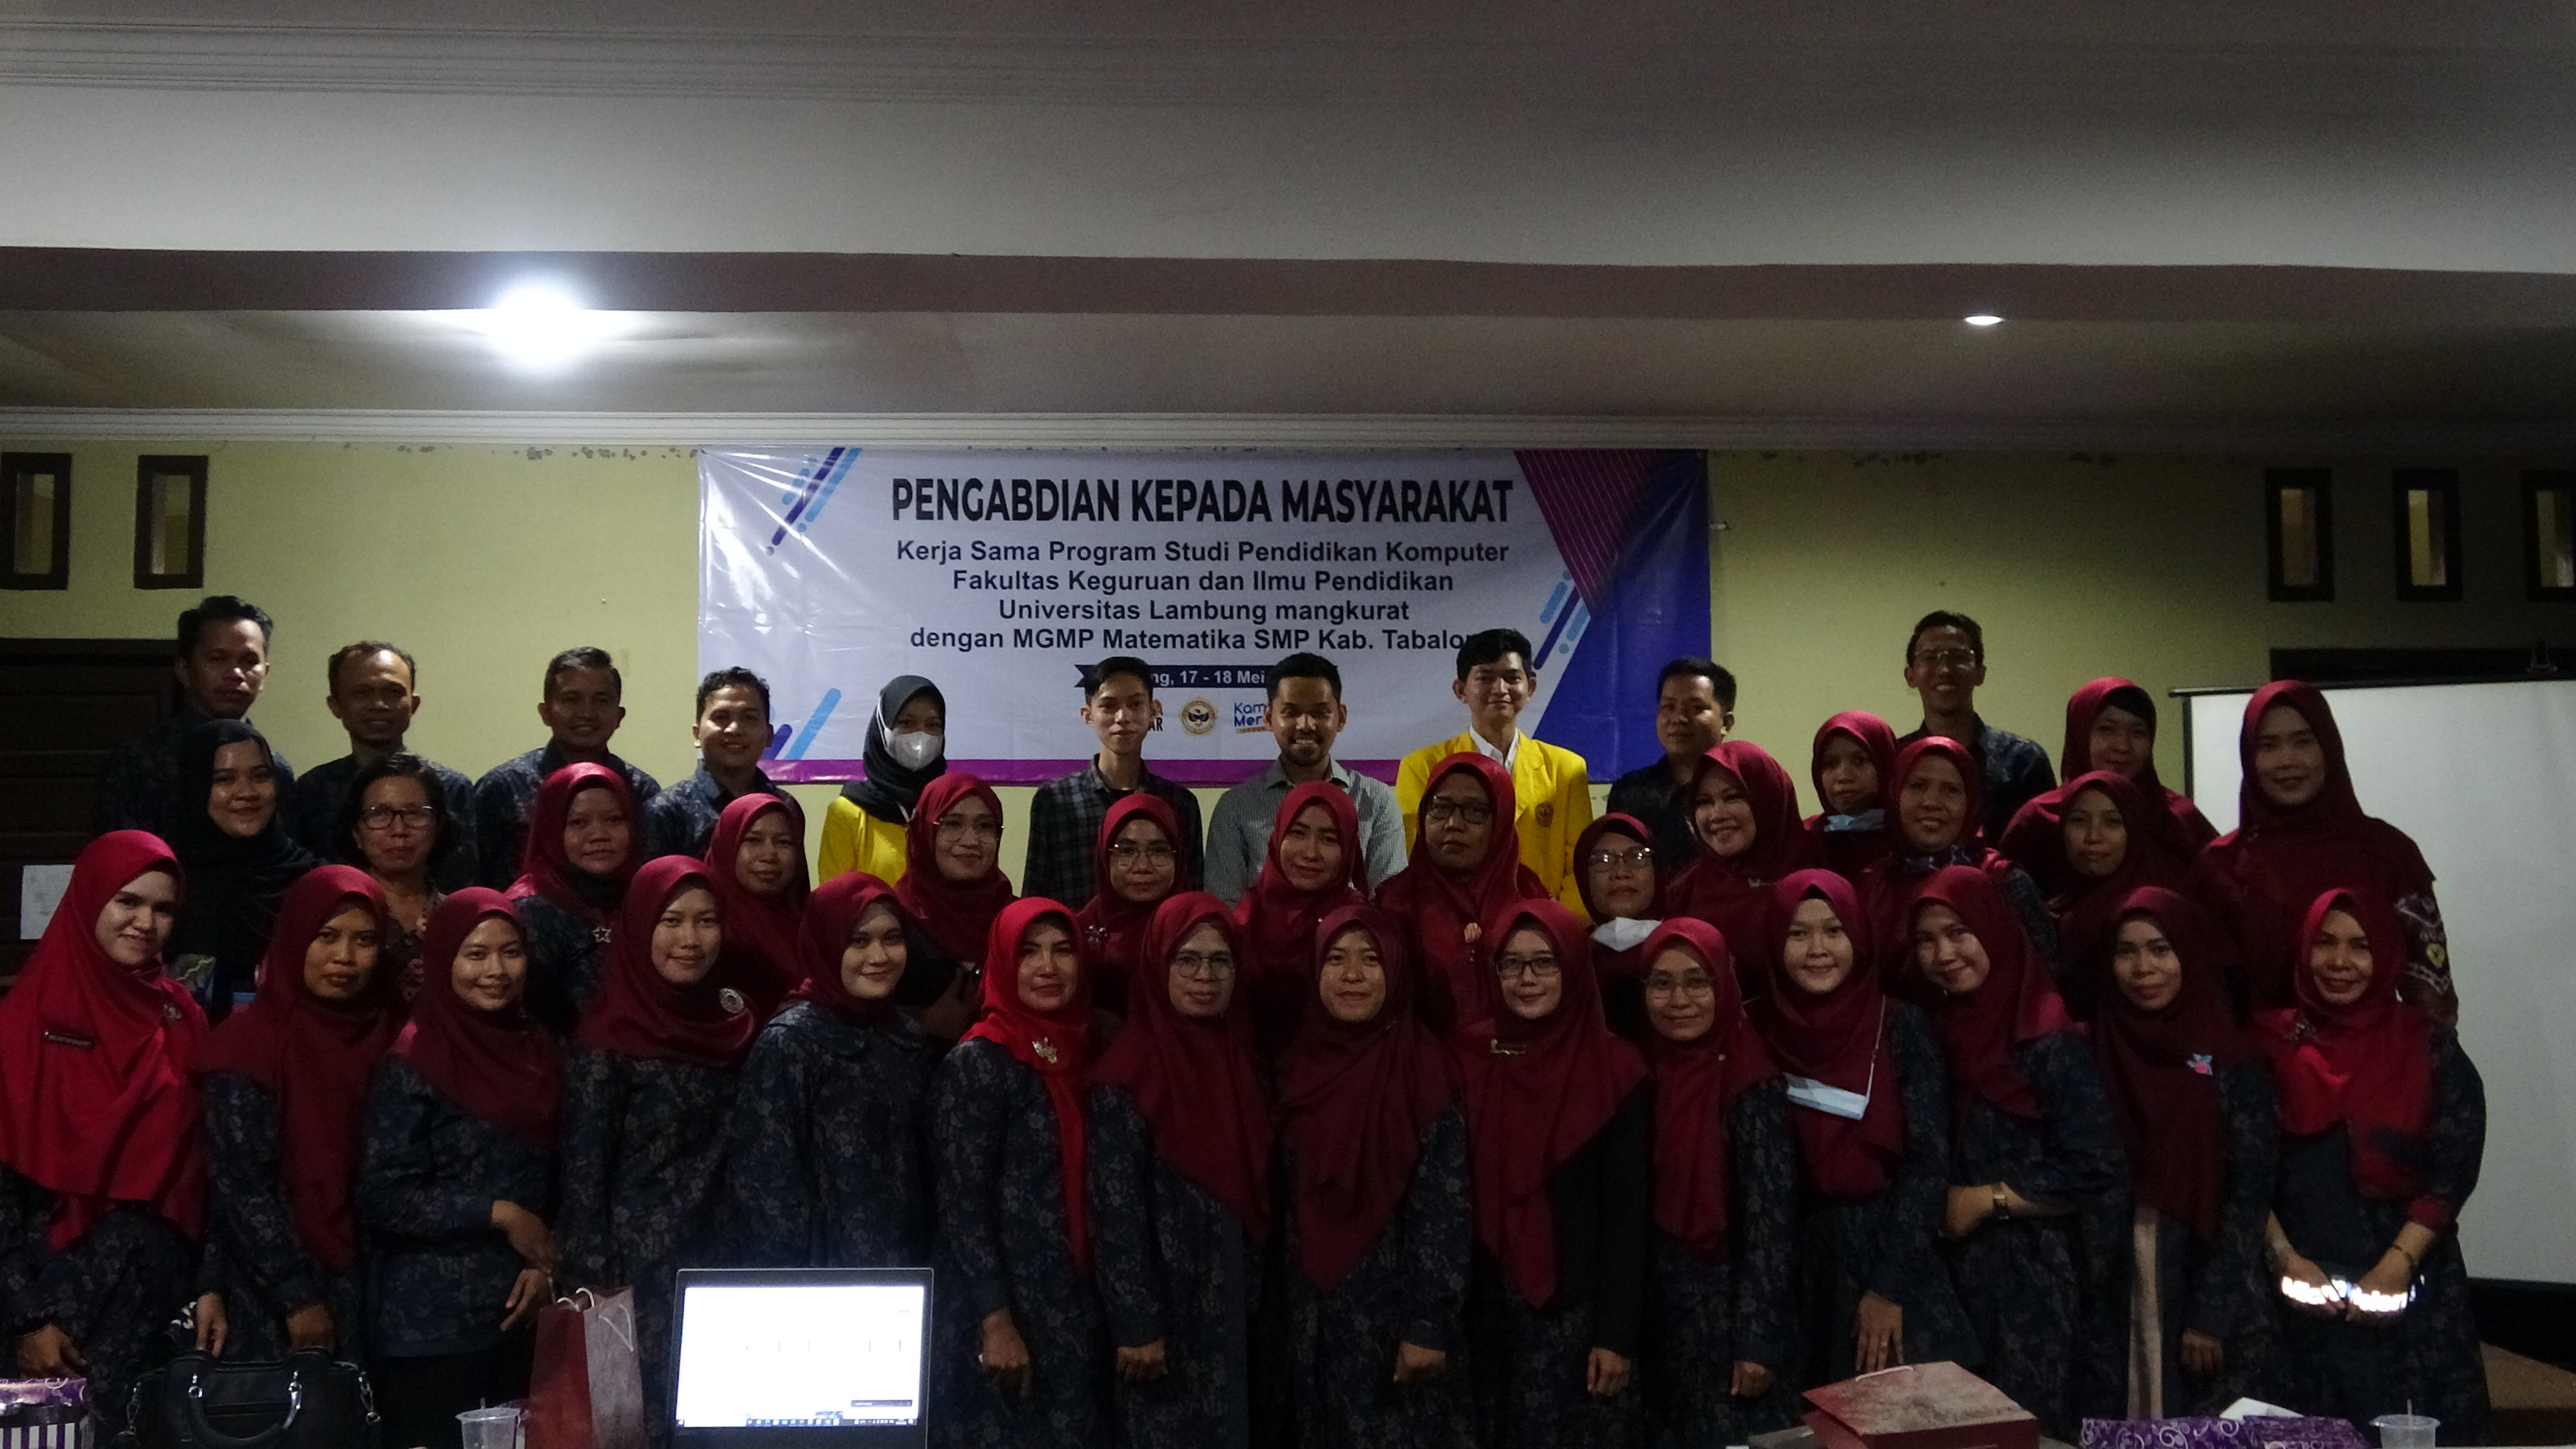 PENGABDIAN KEPADA MASYARAKAT
Kerja Sama Program Studi Pendidikan Komputer
Fakultas Keguruan dan Ilmu Pendidikan
Universitas Lambung mangkurat
dengan MGMP Matematika SMP Kab.
17 - 18 Mei